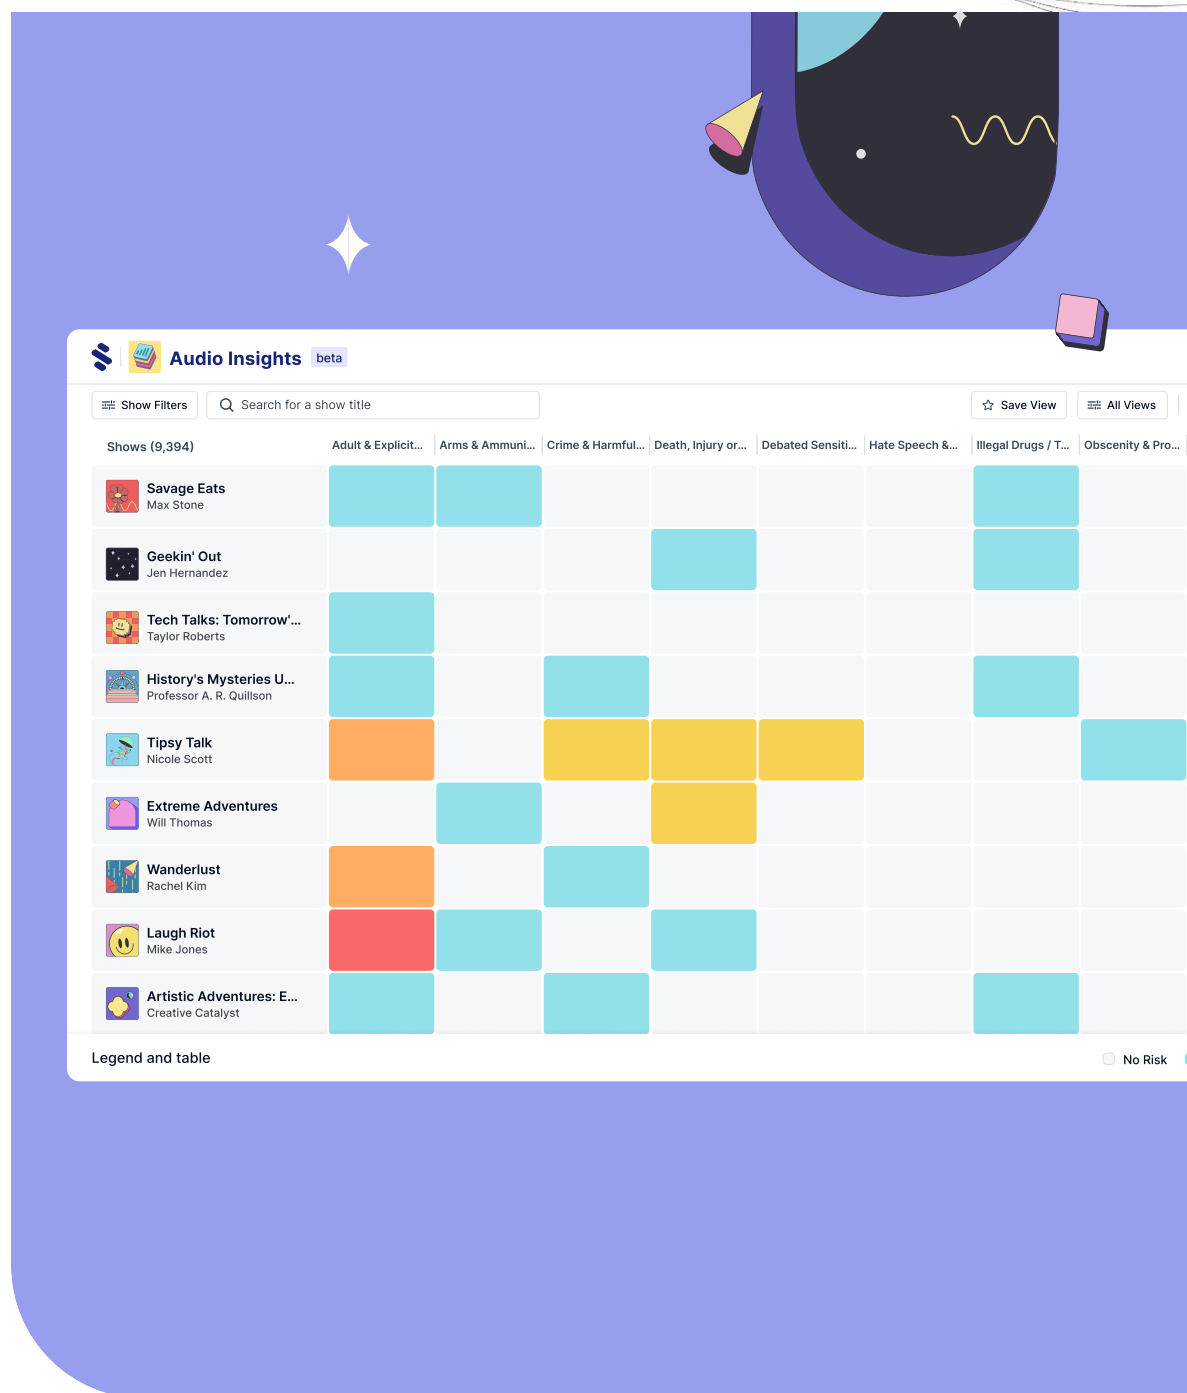 Audio Insights beta
Show Filters
Search for a show title
Save View
All Views
Shows (9,394)
Adult & Explicit...
Arms & Ammuni...
Crime & Harmful...
Death, Injury or...
Debated Sensiti...
Hate Speech &...
Illegal Drugs / T...
Obscenity & Pro...
Savage Eats
Max Stone
Geekin' Out
Jen Hernandez
Tech Talks: Tomorrow'...
Taylor Roberts
History's Mysteries U...
Professor A. R. Quillson
Tipsy Talk
Nicole Scott
Extreme Adventures
Will Thomas
Wanderlust
Rachel Kim
Laugh Riot
Mike Jones
Artistic Adventures: E...
Creative Catalyst
Legend and table
No Risk